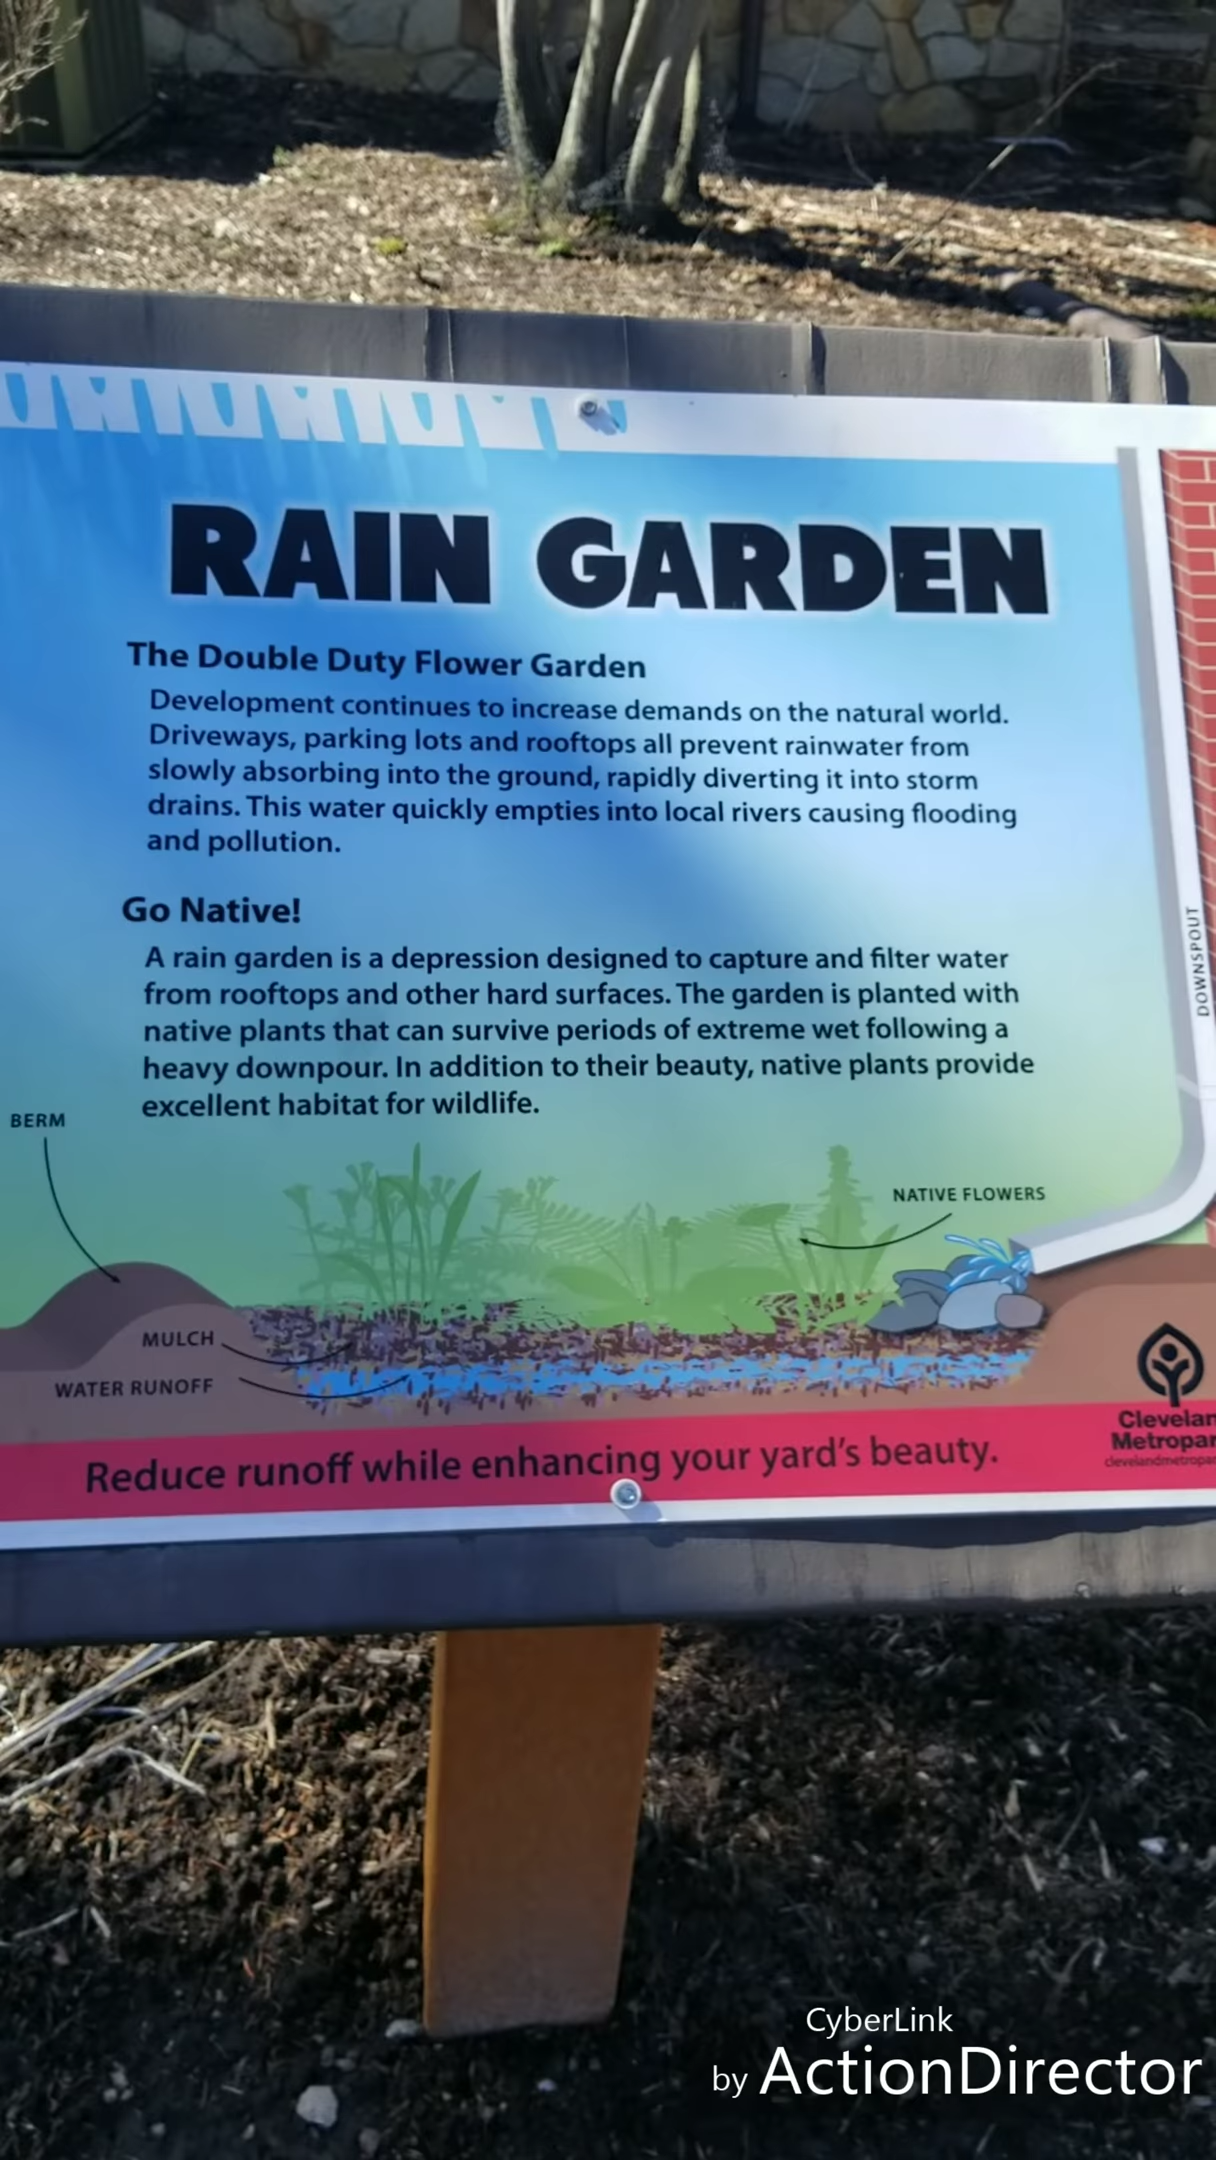 RAIN GARDEN
The Double Duty Flower Garden
Development continues to increase demands on the natural world.
Driveways, parking lots and rooftops all prevent rainwater from
slowly absorbing into the ground, rapidly diverting it into storm
drains. This water quickly empties into local rivers causing flooding
and pollution.
Go Native!
A rain garden is a depression designed to capture and filter water
from rooftops and other hard surfaces. The garden is planted with
native plants that can survive periods of extreme wet following a
heavy downpour. In addition to their beauty, native plants provide
excellent habitat for wildlife.
DOWNSPOUT
BERM
NATIVE FLOWERS
MULCH
WATER RUNOFF
Reduce runoff while enhancing your yard's beauty.
Clevelan
Metropar
clevelandmetropar
CyberLink
by ActionDirector